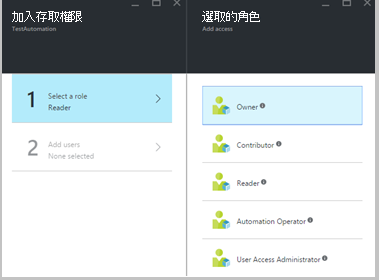 加入存取權限
TestAutomation
1
Select a role
Reader
2
Add users
None selected
選取的角色
Add access
Owner
Contributor
Reader
Automation Operator
User Access Administrator